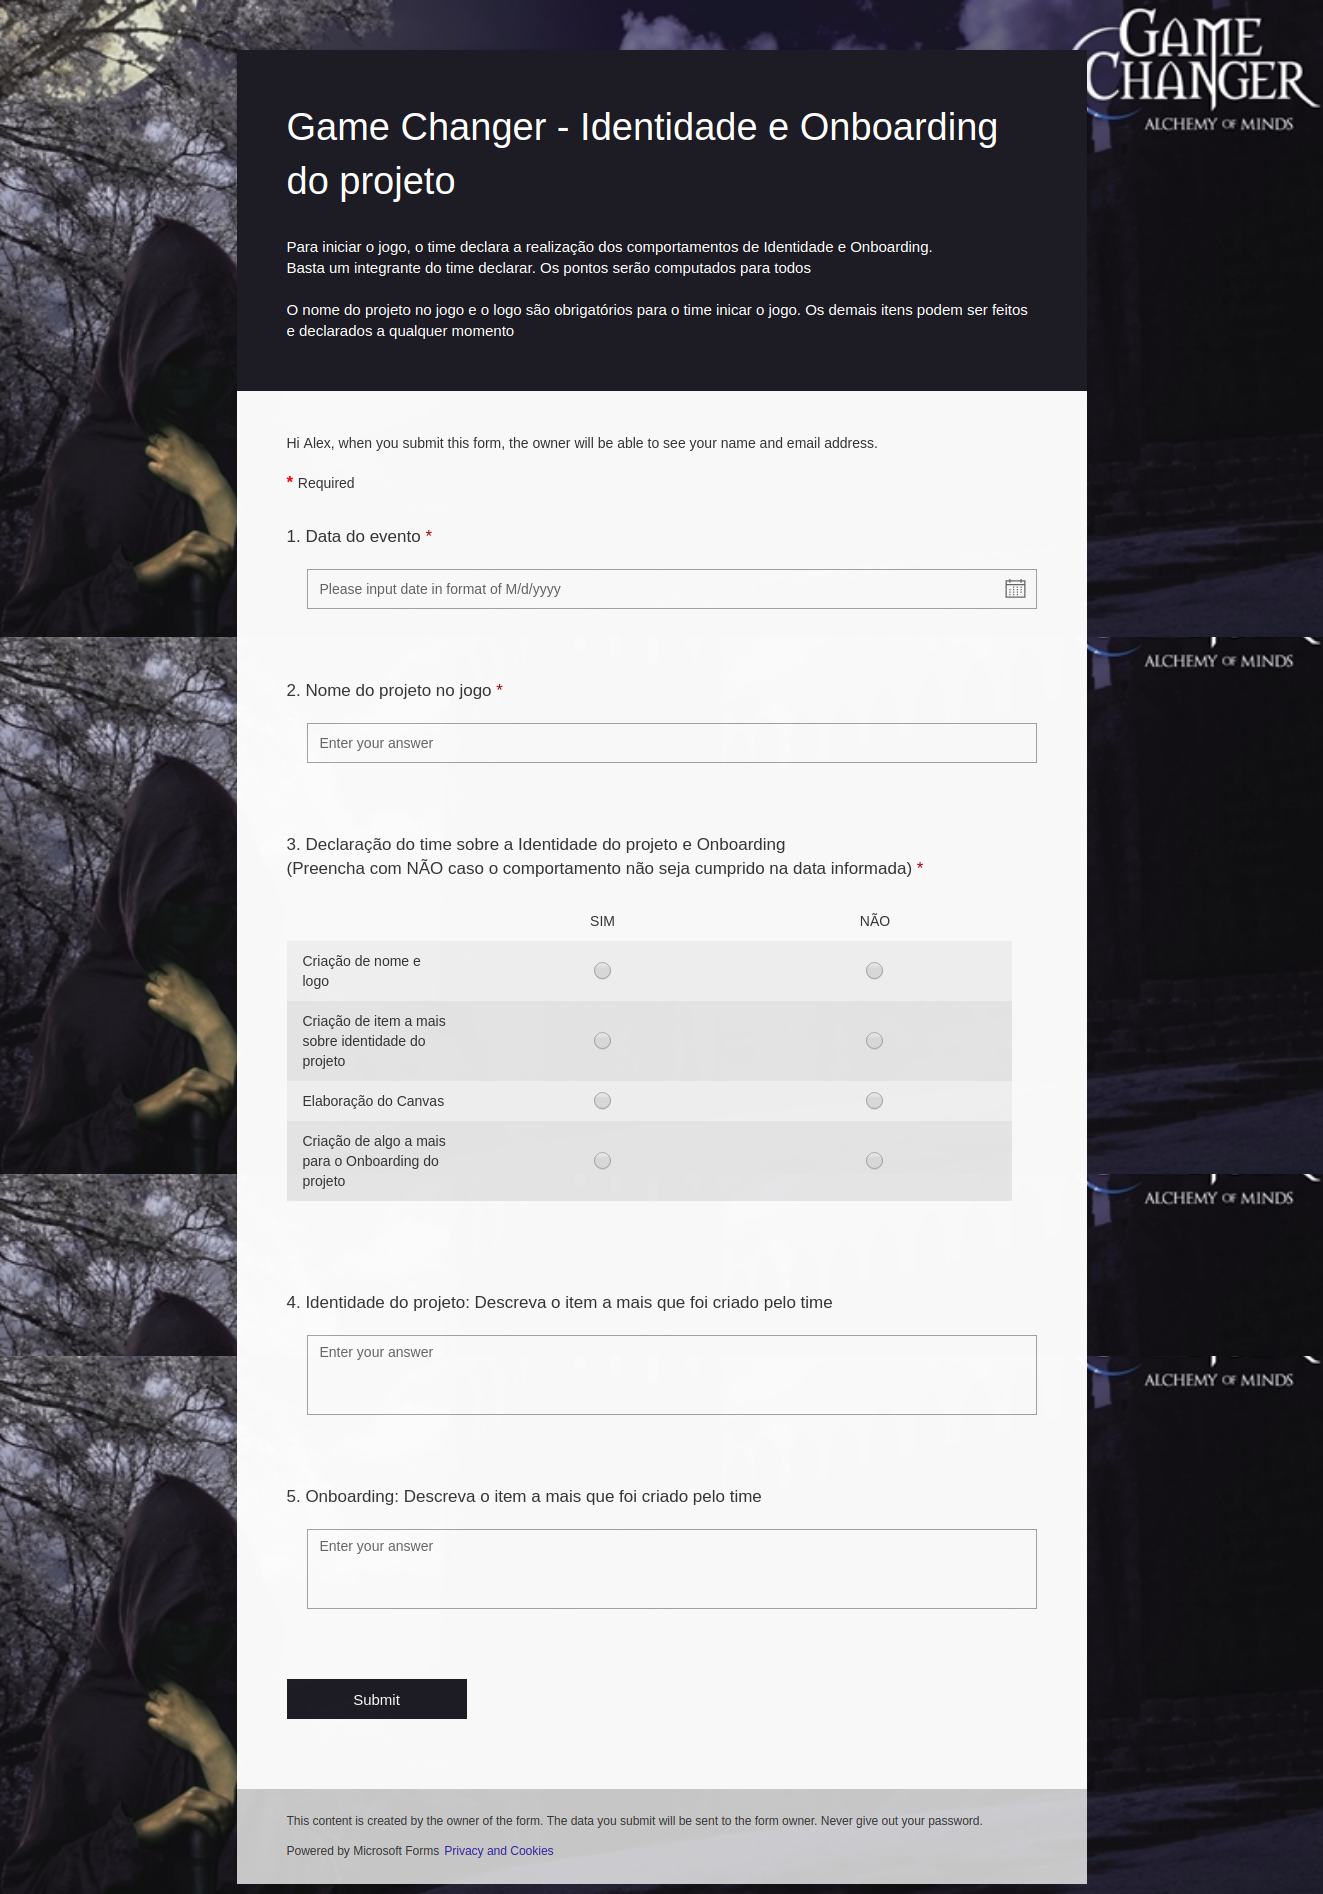 GAME
CHANGER
ALCHEMY OF MINDS
Game Changer - Identidade e Onboarding
do projeto
Para iniciar o jogo, o time declara a realização dos comportamentos de Identidade e Onboarding.
Basta um integrante do time declarar. Os pontos serão computados para todos
O nome do projeto no jogo e o logo são obrigatórios para o time inicar o jogo. Os demais itens podem ser feitos
e declarados a qualquer momento
Hi Alex, when you submit this form, the owner will be able to see your name and email address.
* Required
1. Data do evento *
Please input date in format of M/d/yyyy
ALCHEMY OF MINDS
2. Nome do projeto no jogo *
Enter your answer
3. Declaração do time sobre a Identidade do projeto e Onboarding
(Preencha com NÃO caso o comportamento não seja cumprido na data informada) *
SIM NÃO
Criação de nome e
logo
Criação de item a mais
sobre identidade do
projeto
Elaboração do Canvas
Criação de algo a mais
para o Onboarding do
projeto
ALCHEMY OF MINDS
4. Identidade do projeto: Descreva o item a mais que foi criado pelo time
Enter your answer
ALCHEMY OF MINDS
5. Onboarding: Descreva o item a mais que foi criado pelo time
Enter your answer
Submit
This content is created by the owner of the form. The data you submit will be sent to the form owner. Never give out your password.
Powered by Microsoft Forms Privacy and Cookies